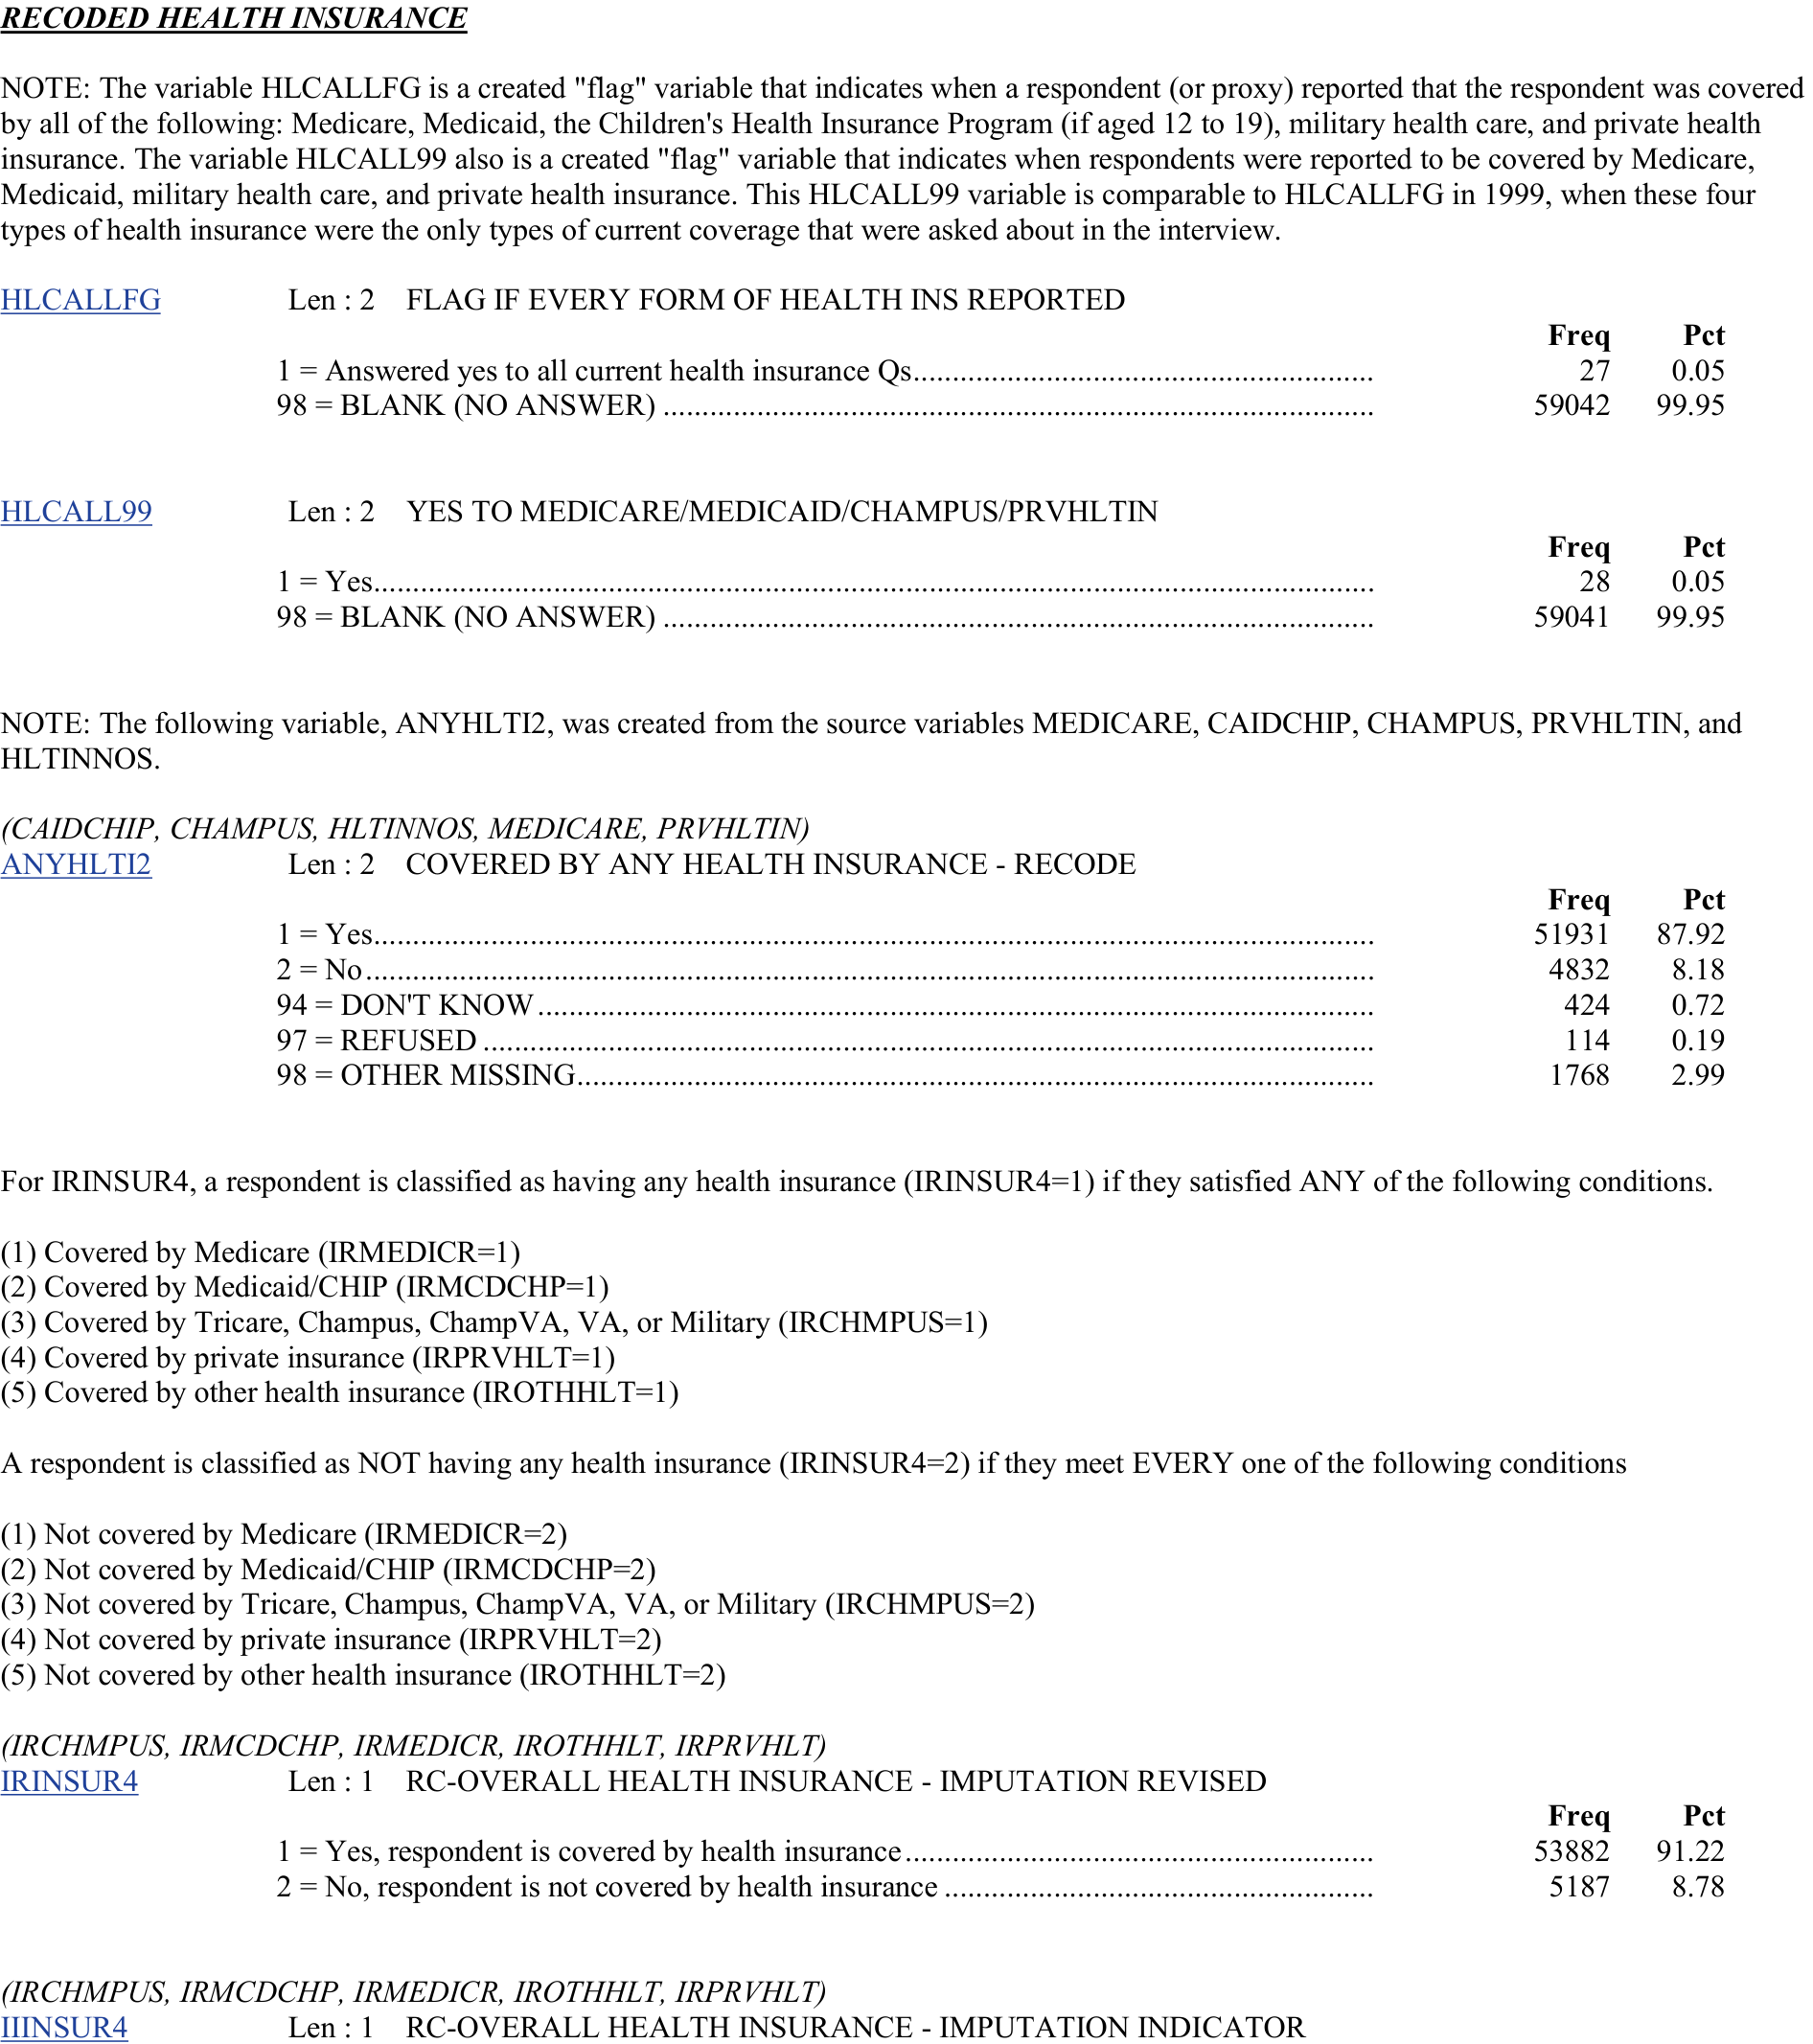 RECODED HEALTH INSURANCE
NOTE: The variable HLCALLFG is a created "flag" variable that indicates when a respondent (or proxy) reported that the respondent was covered
by all of the following: Medicare, Medicaid, the Children's Health Insurance Program (if aged 12 to 19), military health care, and private health
insurance. The variable HLCALL99 also is a created "flag" variable that indicates when respondents were reported to be covered by Medicare,
Medicaid, military health care, and private health insurance. This HLCALL99 variable is comparable to HLCALLFG in 1999, when these four
types of health insurance were the only types of current coverage that were asked about in the interview.
HLCALLFG Len : 2 FLAG IF EVERY FORM OF HEALTH INS REPORTED
Freq Pct
1 = Answered yes to all current health insurance Qs.......................................................... 27 0.05
98 = BLANK (NO ANSWER) .......................................................................................... 59042 99.95
HLCALL99 Len : 2 YES TO MEDICARE/MEDICAID/CHAMPUS/PRVHLTIN
Freq Pct
1 = Yes................................................................................................................................ 28 0.05
98 = BLANK (NO ANSWER) .......................................................................................... 59041 99.95
NOTE: The following variable, ANYHLTI2, was created from the source variables MEDICARE, CAIDCHIP, CHAMPUS, PRVHLTIN, and
HLTINNOS.
(CAIDCHIP, CHAMPUS, HLTINNOS, MEDICARE, PRVHLTIN)
ANYHLTI2 Len : 2 COVERED BY ANY HEALTH INSURANCE - RECODE
Freq Pct
1 = Yes................................................................................................................................ 51931 87.92
2 = No ................................................................................................................................. 4832 8.18
94 = DON'T KNOW .......................................................................................................... 424 0.72
97 = REFUSED ................................................................................................................. 114 0.19
98 = OTHER MISSING..................................................................................................... 1768 2.99
For IRINSUR4, a respondent is classified as having any health insurance (IRINSUR4=1) if they satisfied ANY of the following conditions.
(1) Covered by Medicare (IRMEDICR=1)
(2) Covered by Medicaid/CHIP (IRMCDCHP=1)
(3) Covered by Tricare, Champus, ChampVA, VA, or Military (IRCHMPUS=1)
(4) Covered by private insurance (IRPRVHLT=1)
(5) Covered by other health insurance (IROTHHLT=1)
A respondent is classified as NOT having any health insurance (IRINSUR4=2) if they meet EVERY one of the following conditions
(1) Not covered by Medicare (IRMEDICR=2)
(2) Not covered by Medicaid/CHIP (IRMCDCHP=2)
(3) Not covered by Tricare, Champus, ChampVA, VA, or Military (IRCHMPUS=2)
(4) Not covered by private insurance (IRPRVHLT=2)
(5) Not covered by other health insurance (IROTHHLT=2)
(IRCHMPUS, IRMCDCHP, IRMEDICR, IROTHHLT, IRPRVHLT)
IRINSUR4 Len : 1 RC-OVERALL HEALTH INSURANCE - IMPUTATION REVISED
Freq Pct
1 = Yes, respondent is covered by health insurance ........................................................... 53882 91.22
2 = No, respondent is not covered by health insurance ...................................................... 5187 8.78
(IRCHMPUS, IRMCDCHP, IRMEDICR, IROTHHLT, IRPRVHLT)
IIINSUR4 Len : 1 RC-OVERALL HEALTH INSURANCE - IMPUTATION INDICATOR